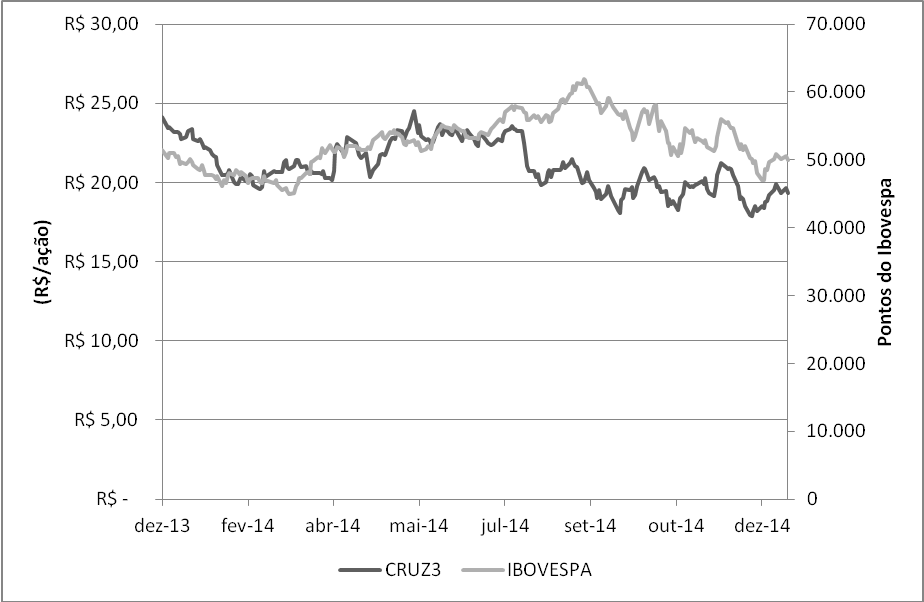 R$ 30,00
R$ 25,00
R$ 20,00
R$ 15,00
R$ 10,00
R$ 5,00
R$ -
(R$/ação)
70.000
60.000
50.000
40.000
30.000
20.000
10.000
0
Pontos do Ibovespa
dez-13 fev-14 abr-14 mai-14 jul-14 set-14 out-14 dez-14
CRUZ3 IBOVESPA